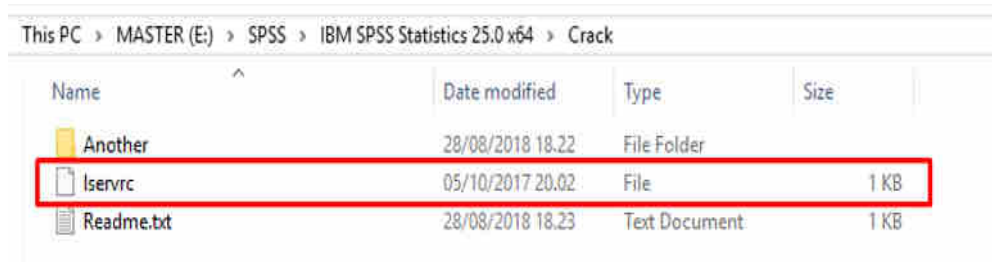 This PC › MASTER (E:) › SPSS › IBM SPSS Statistics 25.0 x64 › Crack
Name Date modified Type Size
Another 28/08/2018 18.22 File Folder
lservrc 05/10/2017 20.02 File 1 KB
Readme.txt 28/08/2018 18.23 Text Document 1 KB